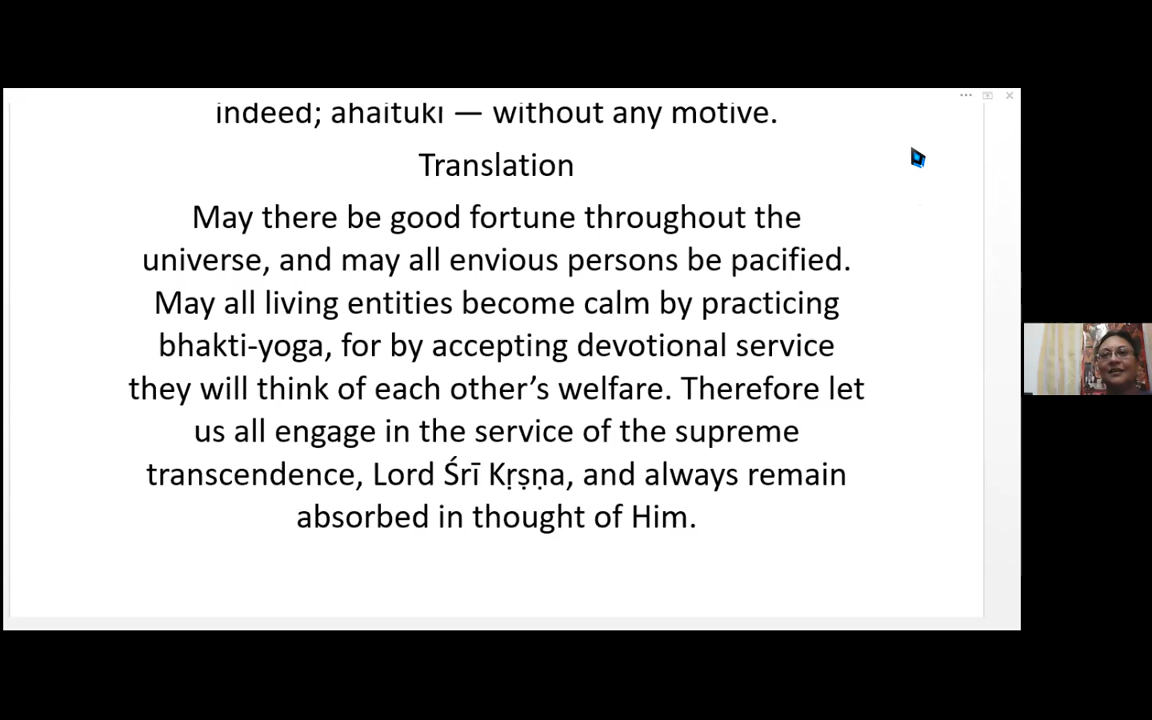 indeed; ahaitukī — without any motive.
Translation
May there be good fortune throughout the
universe, and may all envious persons be pacified.
May all living entities become calm by practicing
bhakti-yoga, for by accepting devotional service
they will think of each other’s welfare. Therefore let
us all engage in the service of the supreme
transcendence, Lord Śrī Kṛṣṇa, and always remain
absorbed in thought of Him.